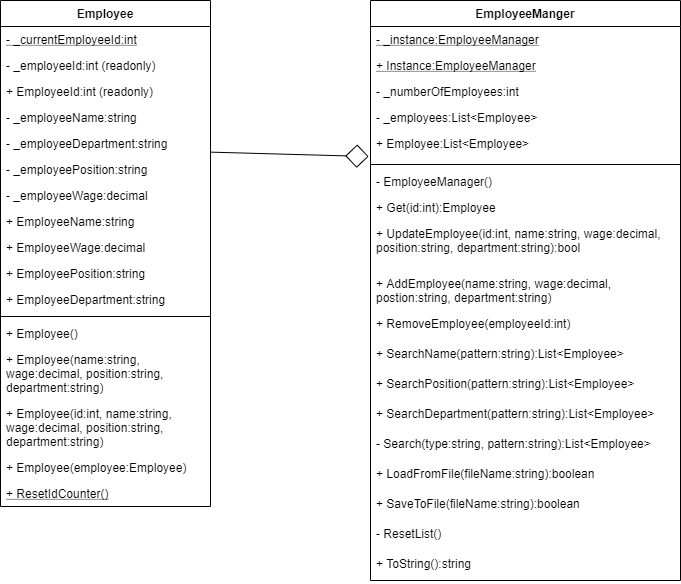 Employee
- _currentEmployeeId:int
- _employeeId:int (readonly)
+ EmployeeId:int (readonly)
- _employeeName:string
- _employeeDepartment:string
- _employeePosition:string
- _employeeWage:decimal
+ EmployeeName:string
+ EmployeeWage:decimal
+ EmployeePosition:string
+ EmployeeDepartment:string
+ Employee()
+ Employee(name:string,
wage:decimal, position:string,
department:string)
+ Employee(id:int, name:string,
wage:decimal, position:string,
department:string)
+ Employee(employee:Employee)
+ ResetIdCounter()
EmployeeManger
- _instance:EmployeeManager
+ Instance:EmployeeManager
- _numberOfEmployees:int
- _employees:List<Employee>
+ Employee:List<Employee>
- EmployeeManager()
+ Get(id:int):Employee
+ UpdateEmployee(id:int, name:string, wage:decimal,
position:string, department:string):bool
+ AddEmployee(name:string, wage:decimal,
postion:string, department:string)
+ RemoveEmployee(employeeId:int)
+ SearchName(pattern:string):List<Employee>
+ SearchPosition(pattern:string):List<Employee>
+ SearchDepartment(pattern:string):List<Employee>
- Search(type:string, pattern:string):List<Employee>
+ LoadFromFile(fileName:string):boolean
+ SaveToFile(fileName:string):boolean
- ResetList()
+ ToString():string